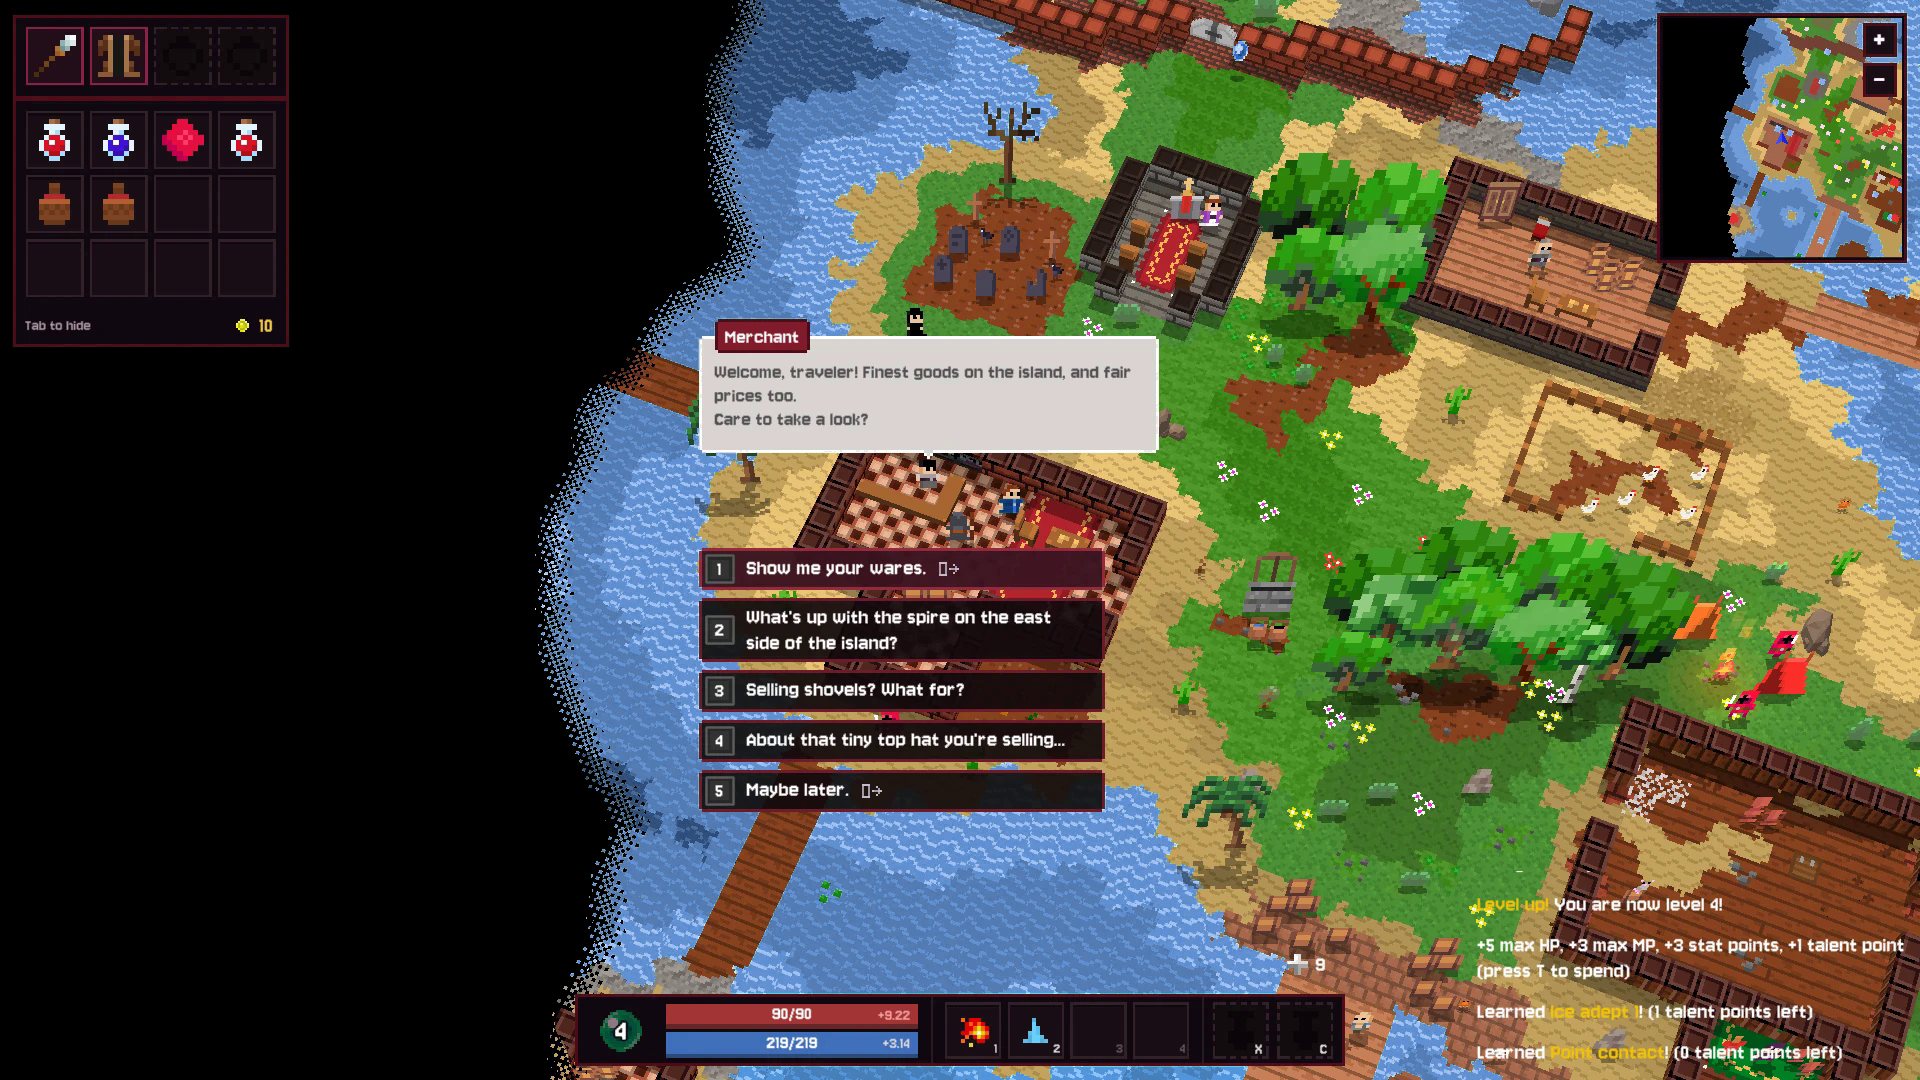 +
-
Tab to hide
10
Merchant
Welcome, traveler! Finest goods on the island, and fair
prices too.
Care to take a look?
1 Show me your wares.
2 What's up with the spire on the east
side of the island?
3 Selling shovels? What for?
4 About that tiny top hat you're selling...
5 Maybe later.
Level up! You are now level 4!
+5 max HP, +3 max MP, +3 stat points, +1 talent point
(press T to spend)
Learned Ice adept 1! (1 talent points left)
Learned Point contact! (0 talent points left)
9
4
90/90 +9.22
219/219 +3.14
1 2 3 4 X C